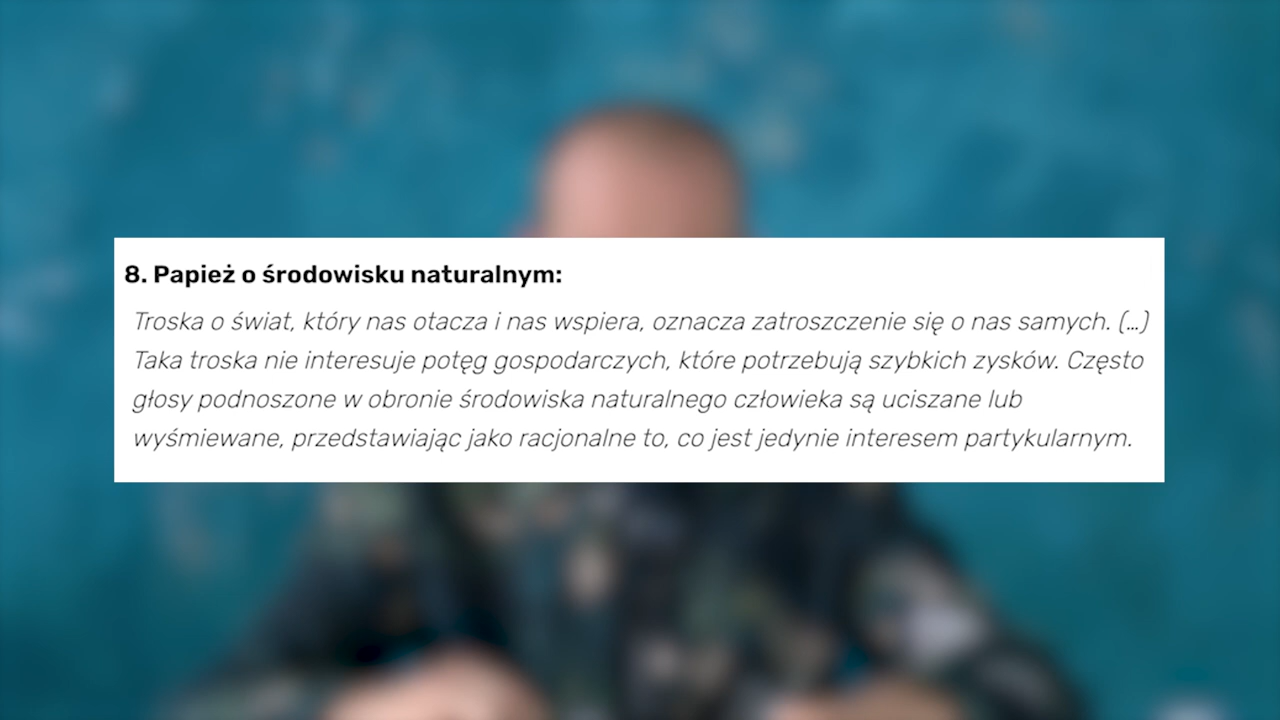 8. Papież o środowisku naturalnym:
Troska o świat, który nas otacza i nas wspiera, oznacza zatroszczenie się o nas samych. (…)
Taka troska nie interesuje potęg gospodarczych, które potrzebują szybkich zysków. Często
głosy podnoszone w obronie środowiska naturalnego człowieka są uciszane lub
wyśmiewane, przedstawiając jako racjonalne to, co jest jedynie interesem partykularnym.